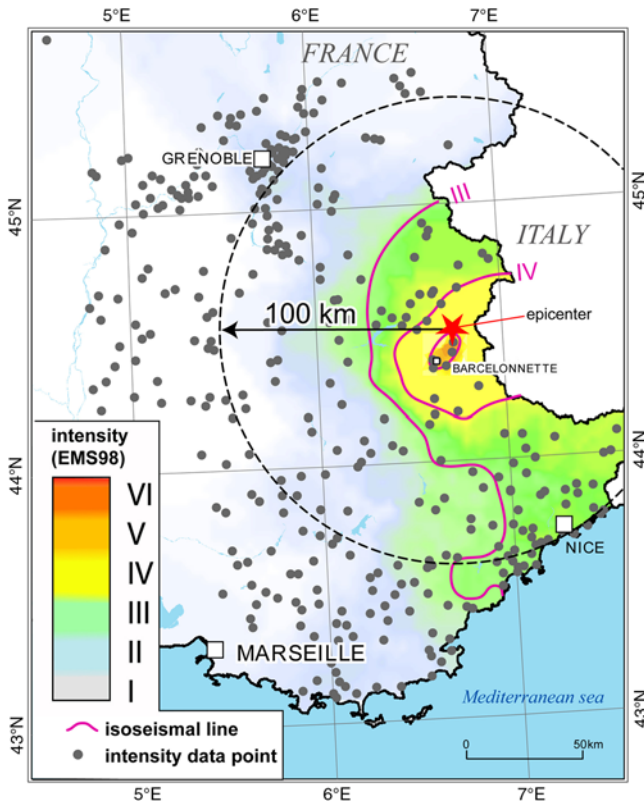 5°E 6°E 7°E
FRANCE
GRENOBLE
45°N 45°N
III
ITALY
IV
100 km
epicenter
BARCELONNETTE
intensity
(EMS98)
VI
V
IV
III
II
I
44°N 44°N
NICE
MARSEILLE
Mediterranean sea
isoseismal line
intensity data point
0 50km
43°N 43°N
5°E 6°E 7°E